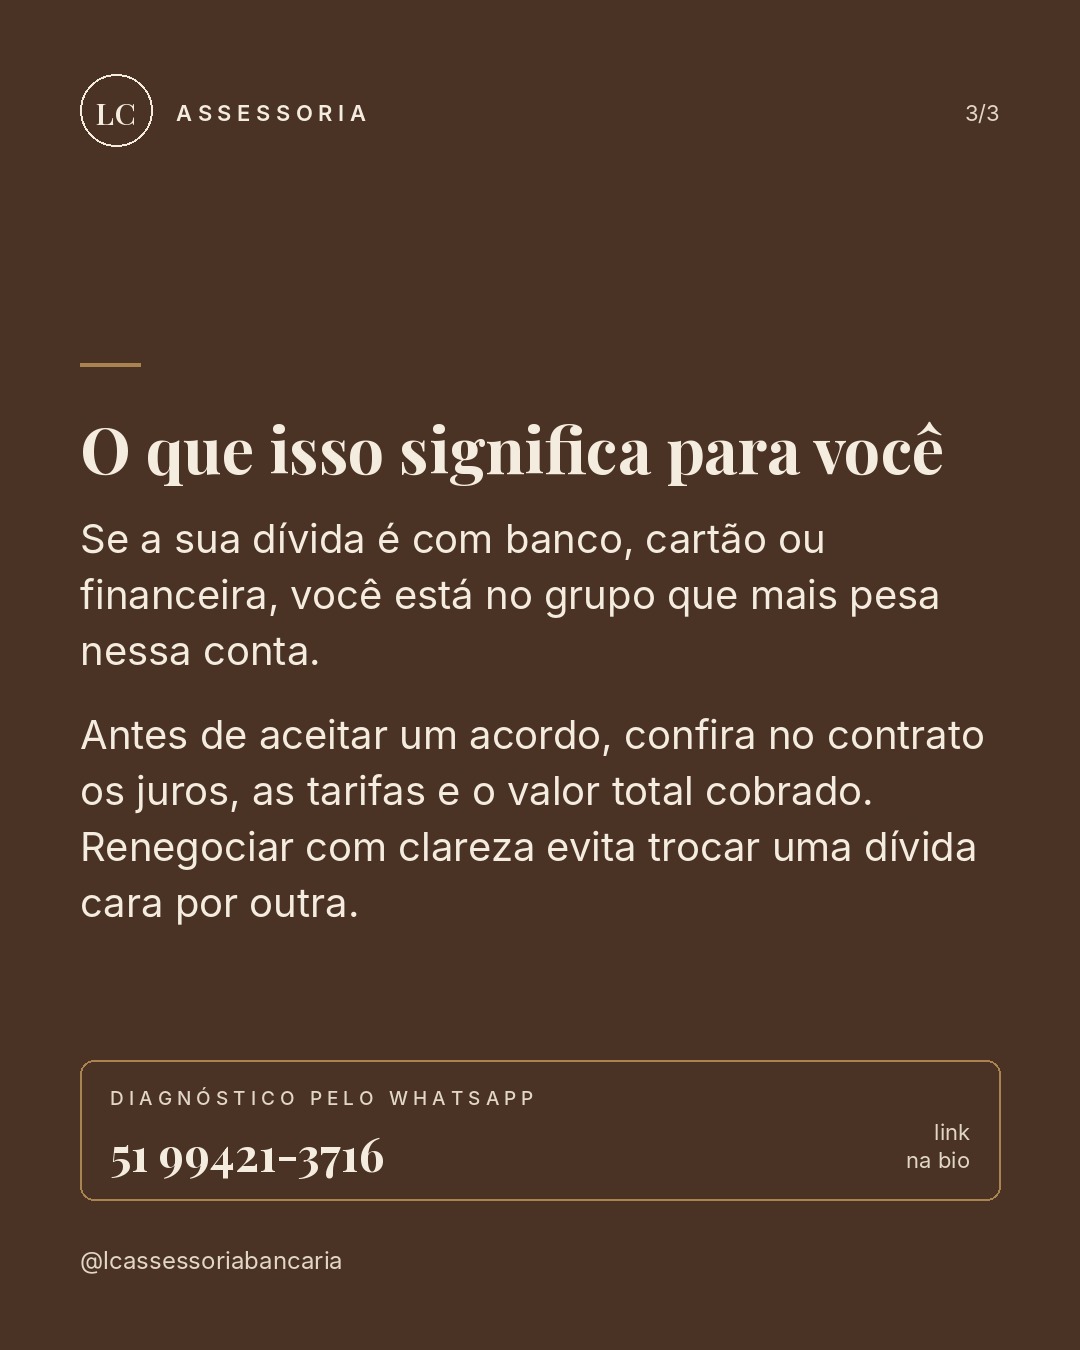 LC ASSESSORIA
3/3
O que isso significa para você
Se a sua dívida é com banco, cartão ou
financeira, você está no grupo que mais pesa
nessa conta.
Antes de aceitar um acordo, confira no contrato
os juros, as tarifas e o valor total cobrado.
Renegociar com clareza evita trocar uma dívida
cara por outra.
DIAGNÓSTICO PELO WHATSAPP
51 99421-3716
link
na bio
@lcassessoriabancaria